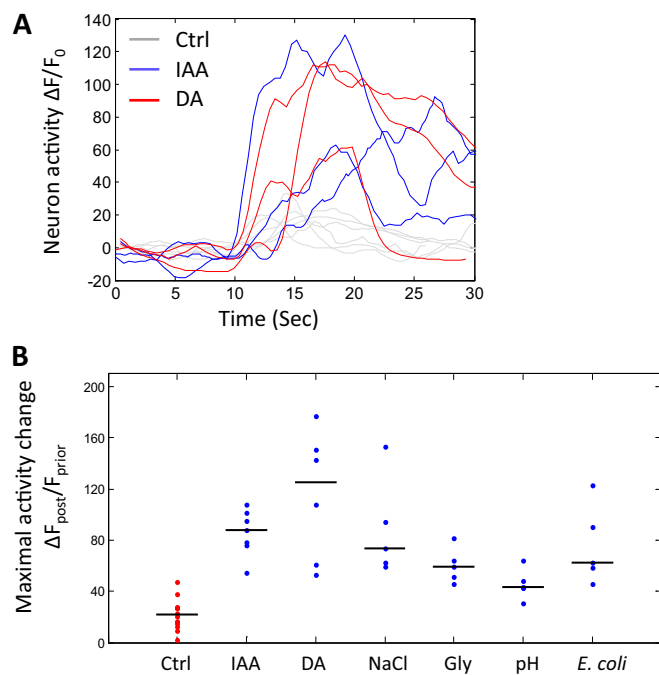 A
Neuron activity ΔF/F0
140
120
100
80
60
40
20
0
-20
Ctrl
IAA
DA
0 5 10 15 20 25 30
Time (Sec)
B
Maximal activity change
ΔFpost/Fprior
200
160
120
80
40
0
Ctrl IAA DA NaCl Gly pH E. coli